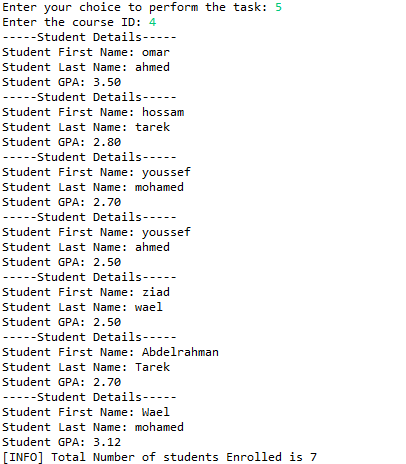 Enter your choice to perform the task: 5
Enter the course ID: 4
-----Student Details-----
Student First Name: omar
Student Last Name: ahmed
Student GPA: 3.50
-----Student Details-----
Student First Name: hossam
Student Last Name: tarek
Student GPA: 2.80
-----Student Details-----
Student First Name: youssef
Student Last Name: mohamed
Student GPA: 2.70
-----Student Details-----
Student First Name: youssef
Student Last Name: ahmed
Student GPA: 2.50
-----Student Details-----
Student First Name: ziad
Student Last Name: wael
Student GPA: 2.50
-----Student Details-----
Student First Name: Abdelrahman
Student Last Name: Tarek
Student GPA: 2.70
-----Student Details-----
Student First Name: Wael
Student Last Name: mohamed
Student GPA: 3.12
[INFO] Total Number of students Enrolled is 7